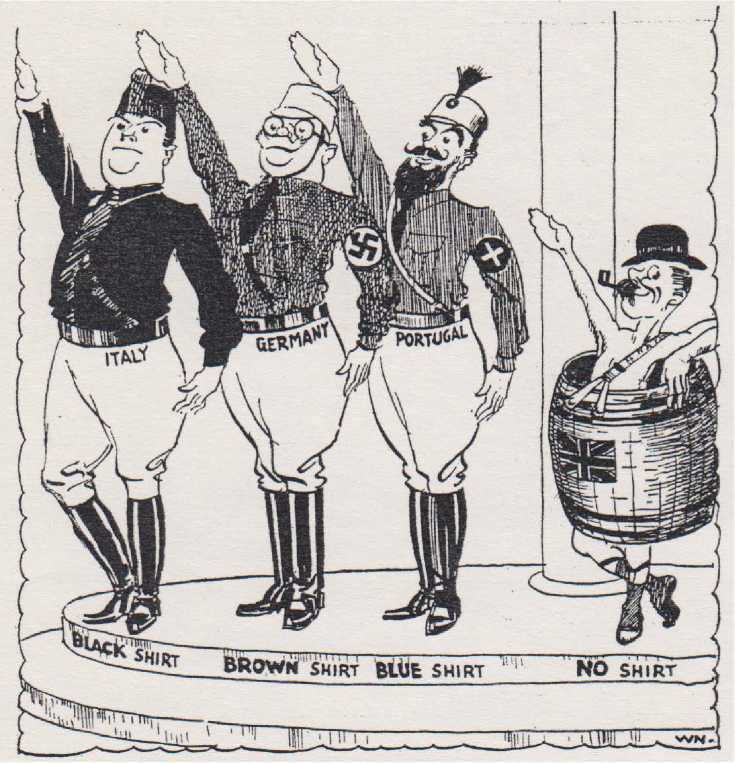 ITALY
GERMANY
PORTUGAL
BLACK SHIRT
BROWN SHIRT
BLUE SHIRT
NO SHIRT
WN-